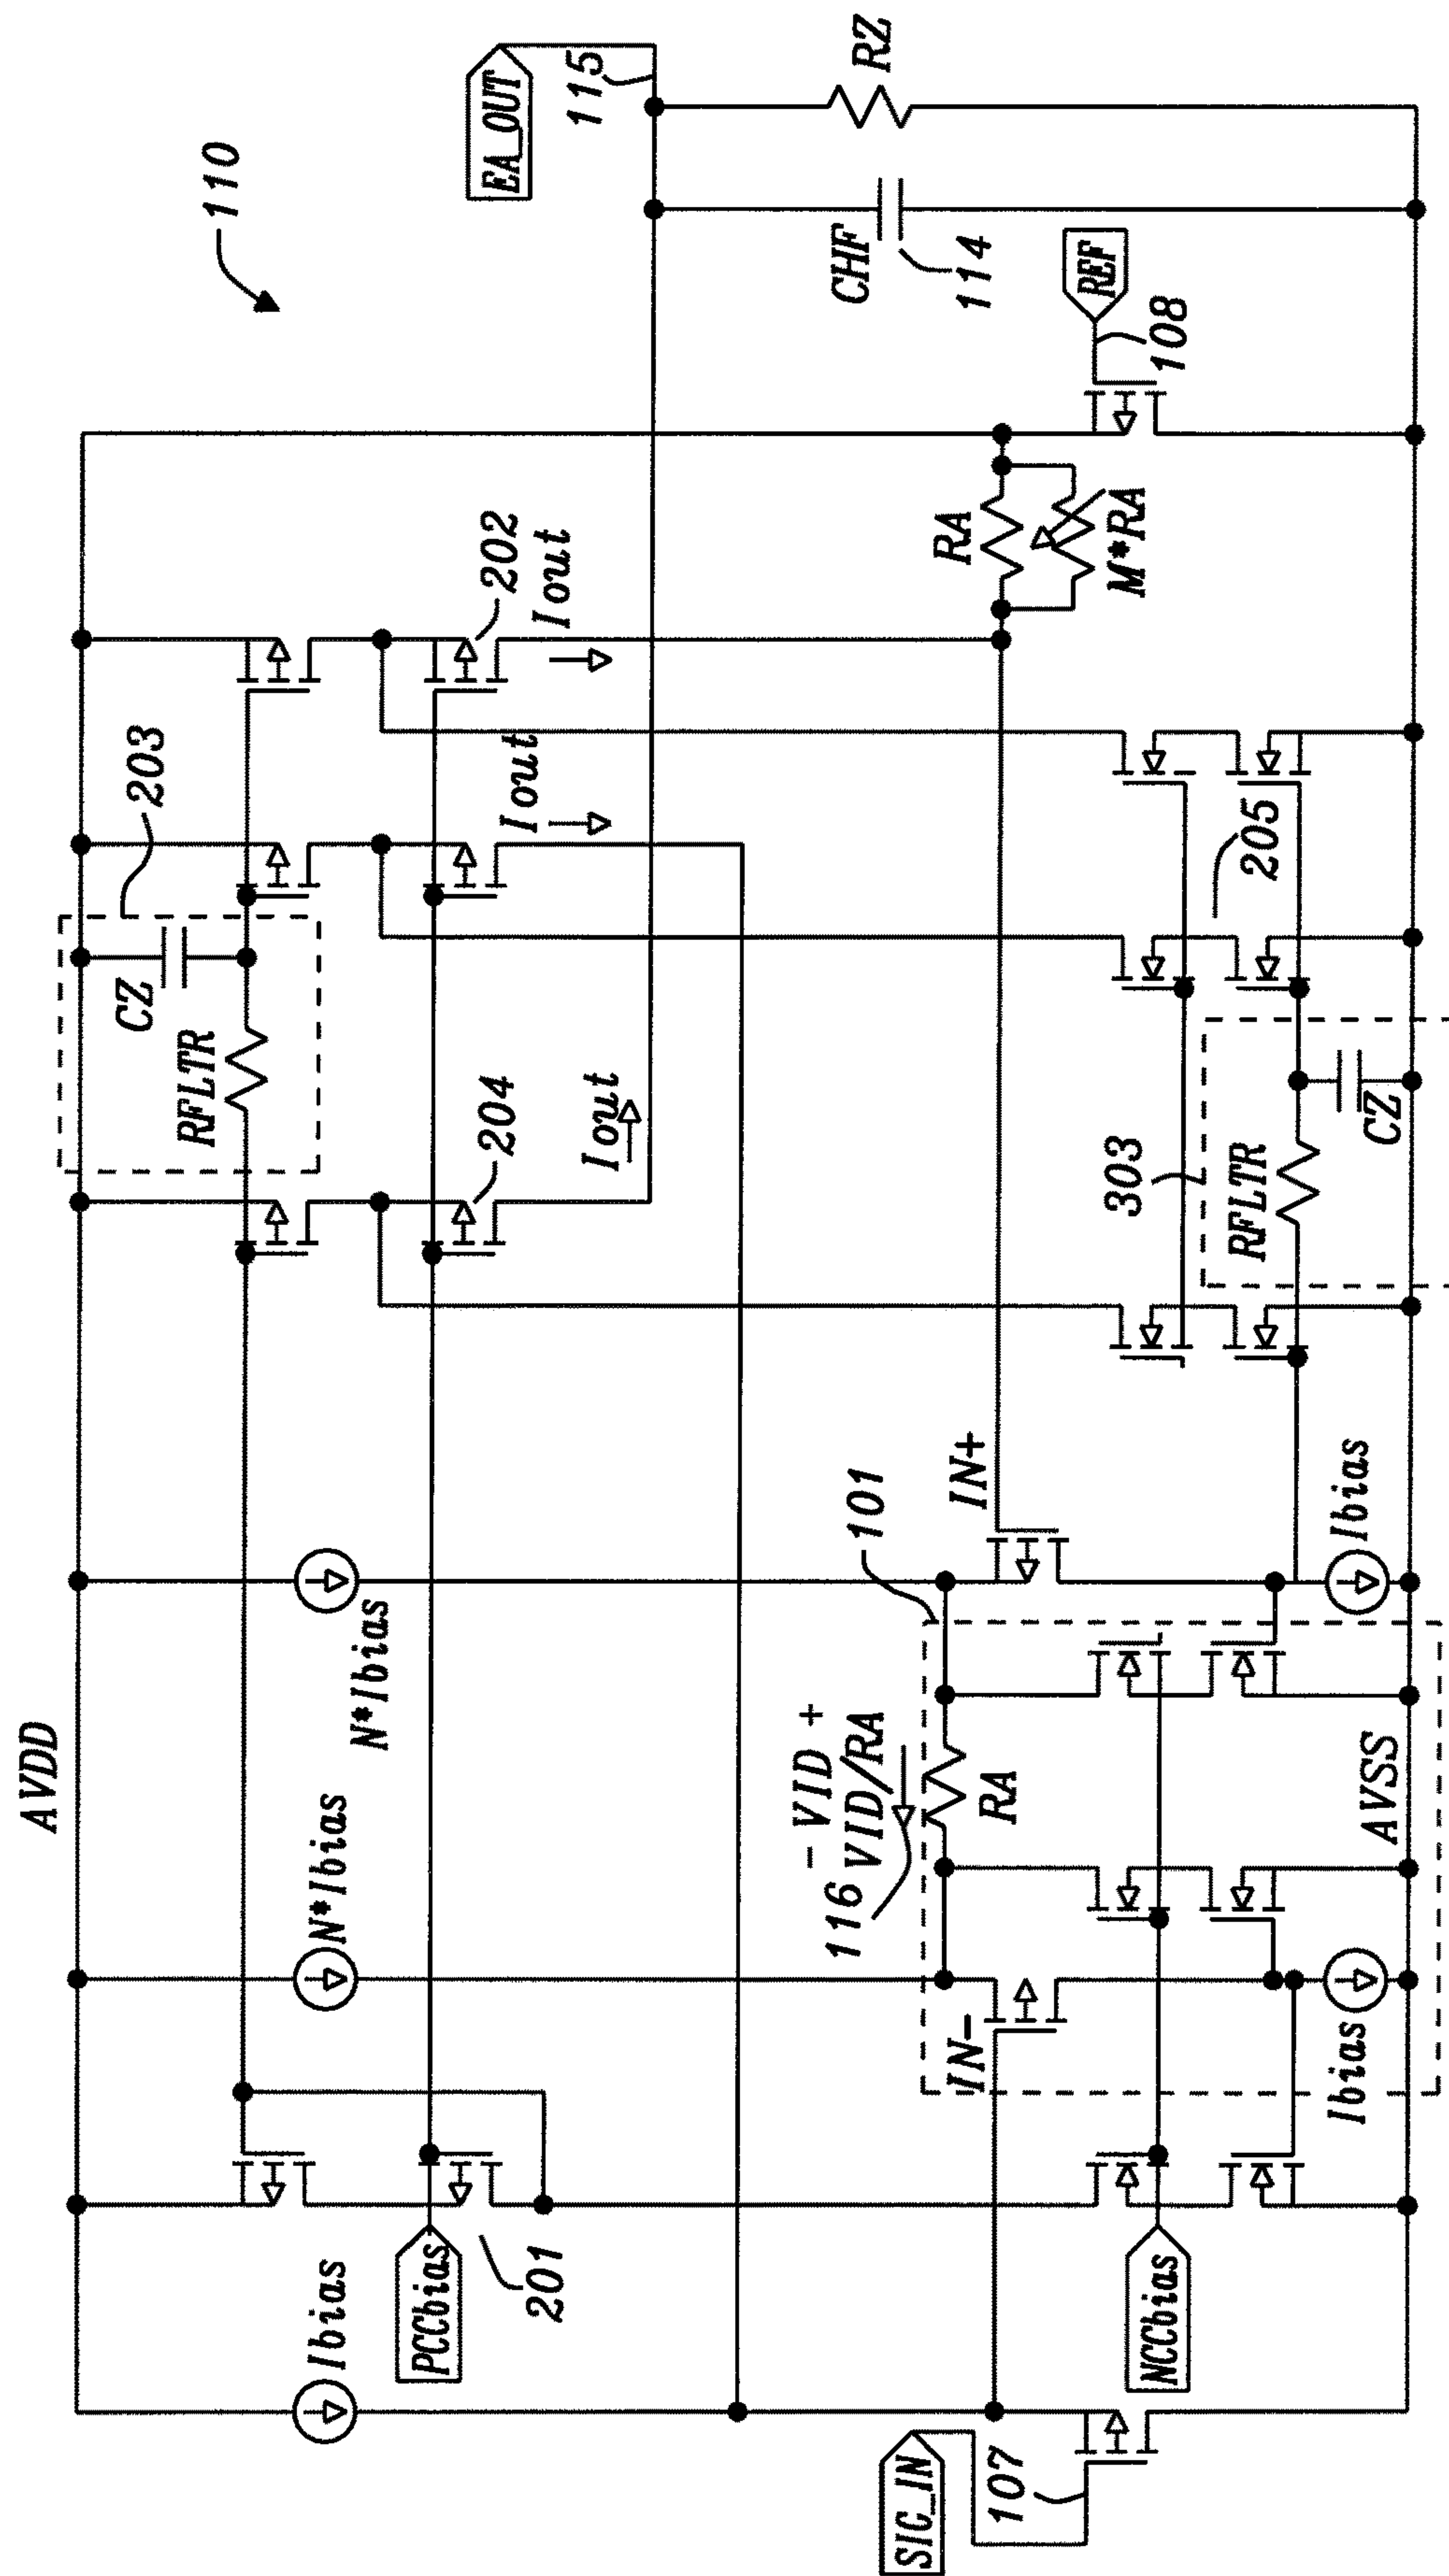 110
AVDD
EA_OUT
115
203
CZ
RFLTR
202
Iout
Iout
204
Iout
Ibias
N*Ibias
N*Ibias
PCCbias
201
RZ
CHF
114
REF
108
RA
M*RA
205
303
RFLTR
CZ
IN+
101
Ibias
- VID +
VID/RA
116
RA
AVSS
IN-
Ibias
NCCbias
SIC_IN
107